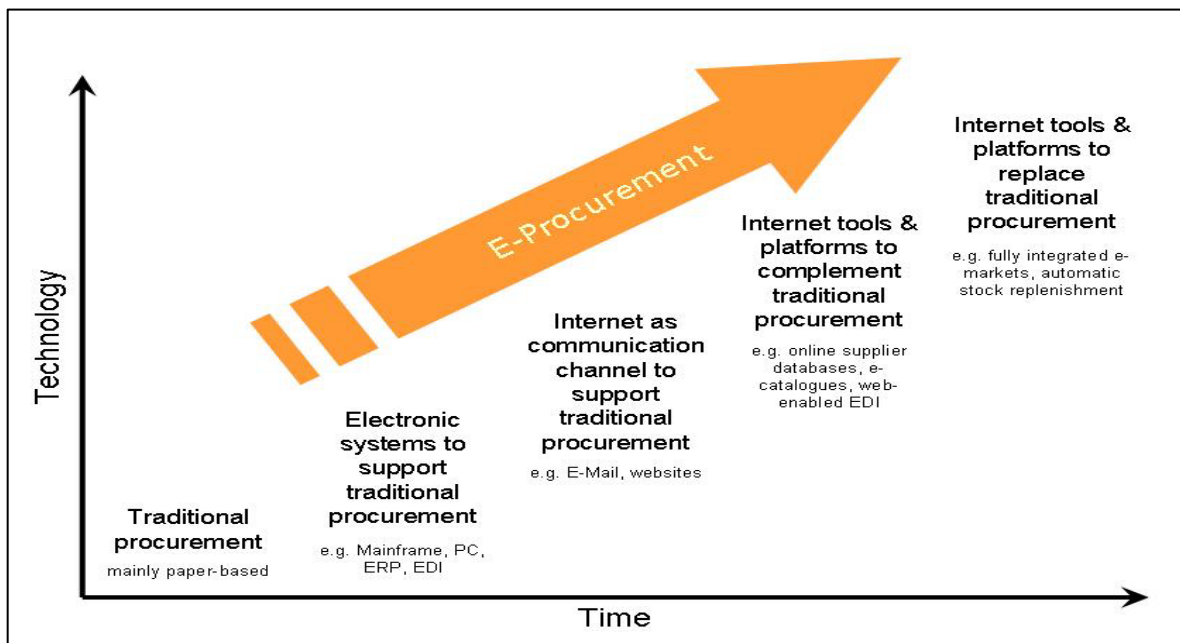 Technology
E-Procurement
Traditional
procurement
mainly paper-based
Electronic
systems to
support
traditional
procurement
e.g. Mainframe, PC,
ERP, EDI
Internet as
communication
channel to
support
traditional
procurement
e.g. E-Mail, websites
Internet tools &
platforms to
complement
traditional
procurement
e.g. online supplier
databases, e-
catalogues, web-
enabled EDI
Internet tools &
platforms to
replace
traditional
procurement
e.g. fully integrated e-
markets, automatic
stock replenishment
Time